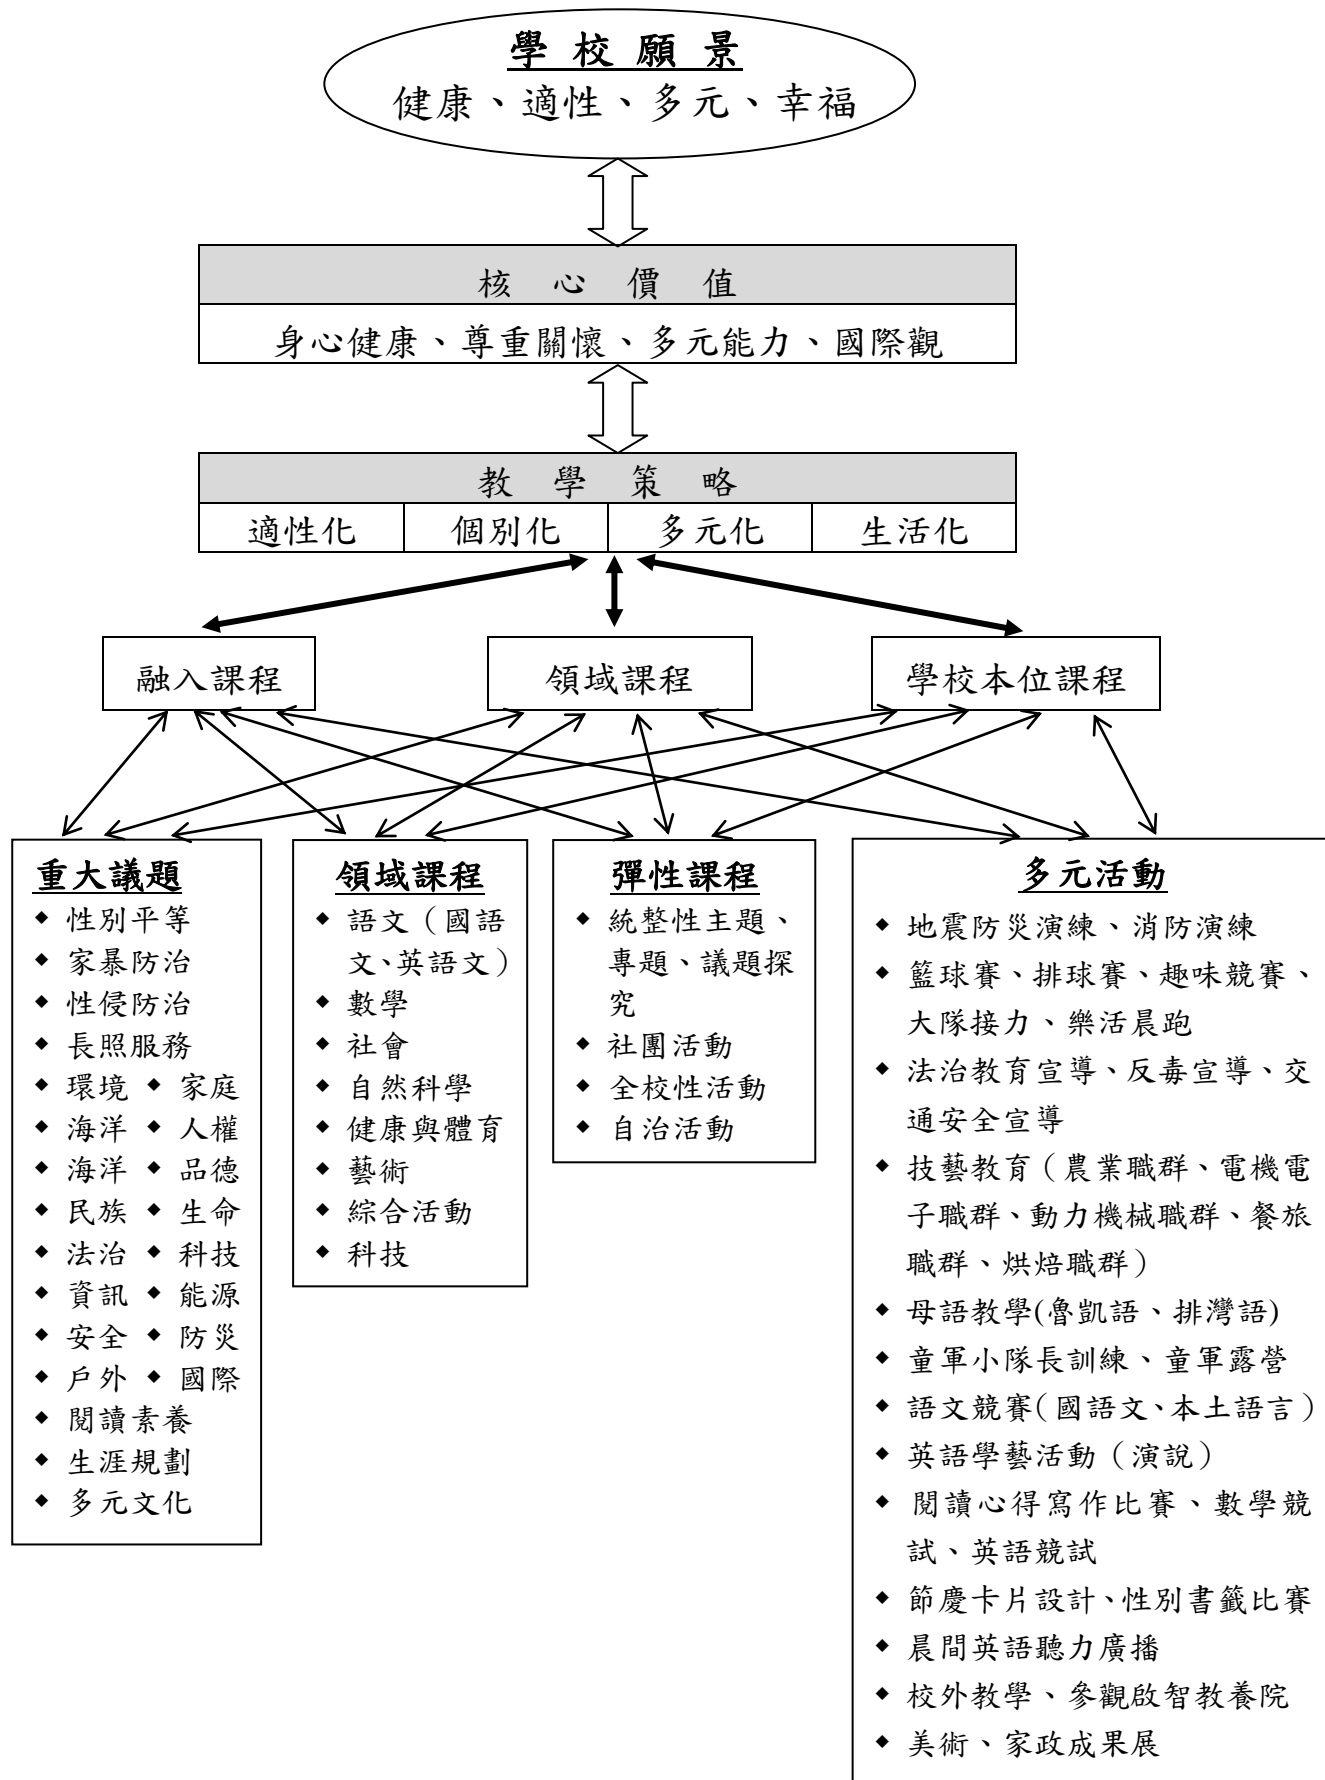 學 校 願 景
健康、適性、多元、幸福
核 心 價 值
身心健康、尊重關懷、多元能力、國際觀
教 學 策 略
適性化 個別化 多元化 生活化
融入課程 領域課程 學校本位課程
重大議題
◆ 性別平等
◆ 家暴防治
◆ 性侵防治
◆ 長照服務
◆ 環境 ◆ 家庭
◆ 海洋 ◆ 人權
◆ 海洋 ◆ 品德
◆ 民族 ◆ 生命
◆ 法治 ◆ 科技
◆ 資訊 ◆ 能源
◆ 安全 ◆ 防災
◆ 戶外 ◆ 國際
◆ 閱讀素養
◆ 生涯規劃
◆ 多元文化
領域課程
◆ 語文（國語
文、英語文）
◆ 數學
◆ 社會
◆ 自然科學
◆ 健康與體育
◆ 藝術
◆ 綜合活動
◆ 科技
彈性課程
◆ 統整性主題、
專題、議題探
究
◆ 社團活動
◆ 全校性活動
◆ 自治活動
多元活動
◆ 地震防災演練、消防演練
◆ 籃球賽、排球賽、趣味競賽、
大隊接力、樂活晨跑
◆ 法治教育宣導、反毒宣導、交
通安全宣導
◆ 技藝教育（農業職群、電機電
子職群、動力機械職群、餐旅
職群、烘焙職群）
◆ 母語教學(魯凱語、排灣語)
◆ 童軍小隊長訓練、童軍露營
◆ 語文競賽（國語文、本土語言）
◆ 英語學藝活動（演說）
◆ 閱讀心得寫作比賽、數學競
試、英語競試
◆ 節慶卡片設計、性別書籤比賽
◆ 晨間英語聽力廣播
◆ 校外教學、參觀啟智教養院
◆ 美術、家政成果展